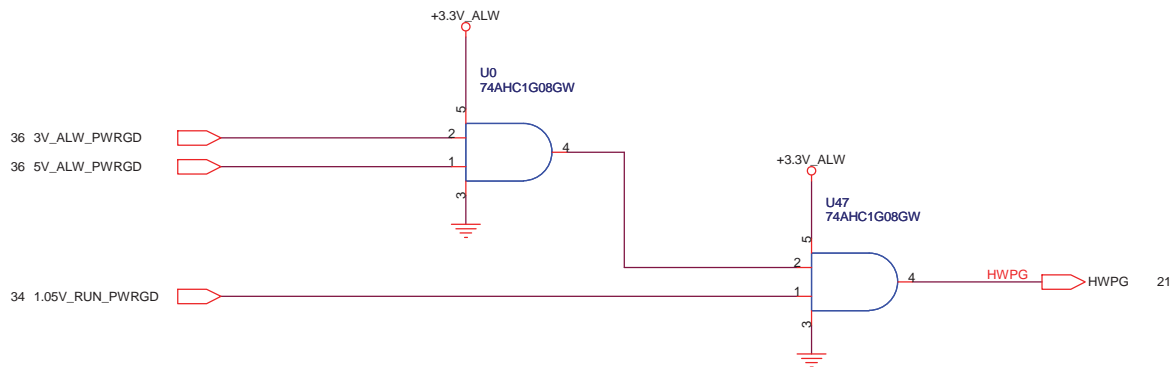 +3.3V_ALW
U0
74AHC1G08GW
5
36 3V_ALW_PWRGD
2
4
36 5V_ALW_PWRGD
1
3
+3.3V_ALW
U47
74AHC1G08GW
5
2
4
HWPG
HWPG 21
34 1.05V_RUN_PWRGD
1
3